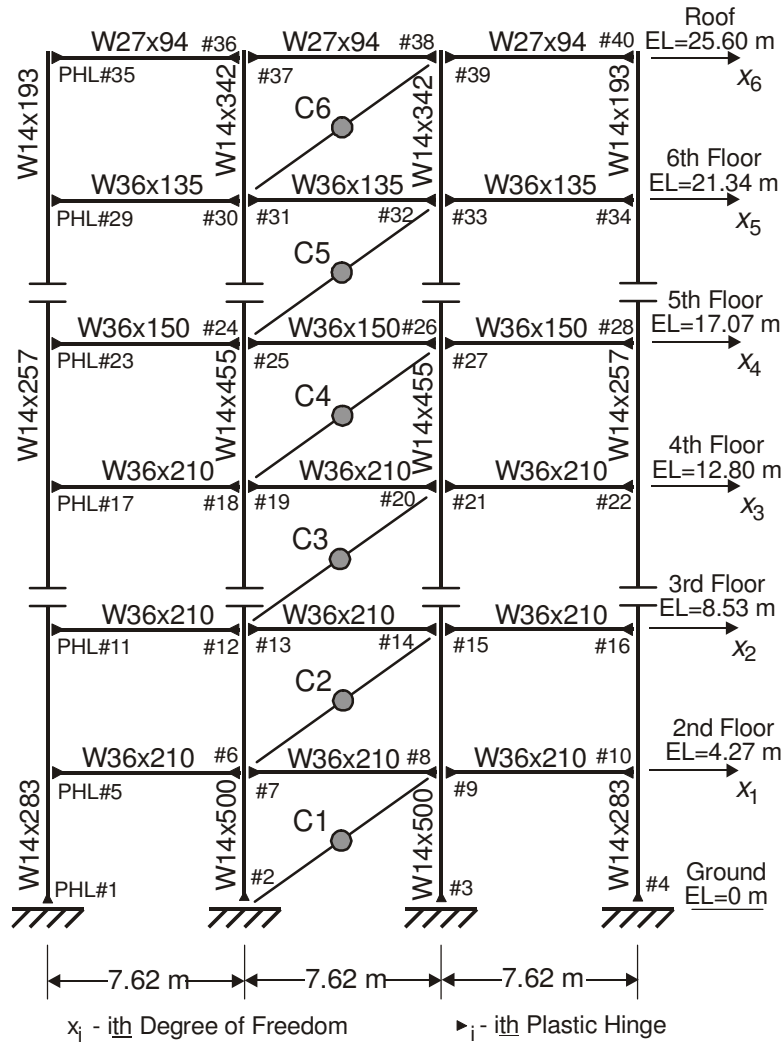 Roof
W27x94 #36 W27x94 #38 W27x94 #40 EL=25.60 m
PHL#35 #37 #39 x6
W14x193 W14x342 W14x342 W14x193
C6
6th Floor
W36x135 W36x135 W36x135 EL=21.34 m
PHL#29 #30 #31 #32 #33 #34 x5
C5
5th Floor
W36x150 #24 W36x150 #26 W36x150 #28 EL=17.07 m
PHL#23 #25 #27 x4
W14x257 W14x455 W14x455 W14x257
C4
4th Floor
W36x210 W36x210 W36x210 EL=12.80 m
PHL#17 #18 #19 #20 #21 #22 x3
C3
3rd Floor
W36x210 W36x210 W36x210 EL=8.53 m
PHL#11 #12 #13 #14 #15 #16 x2
C2
2nd Floor
W36x210 #6 W36x210 #8 W36x210 #10 EL=4.27 m
PHL#5 #7 #9 x1
W14x283 W14x500 W14x500 W14x283
C1
Ground
PHL#1 #2 #3 #4 EL=0 m
7.62 m 7.62 m 7.62 m
xi - ith Degree of Freedom ►i - ith Plastic Hinge